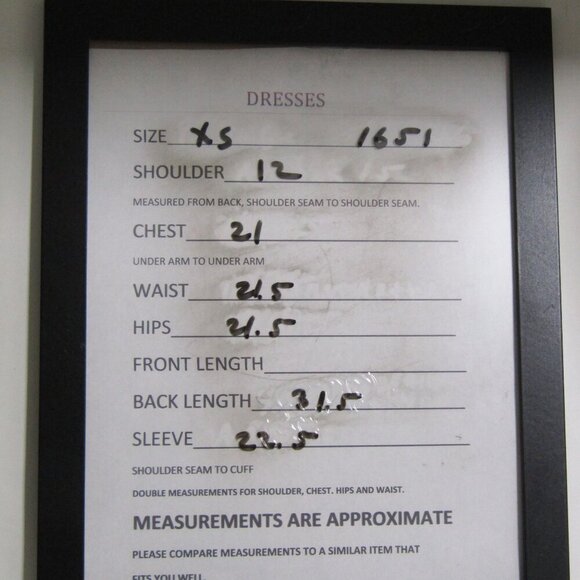 DRESSES
SIZE XS 1651
SHOULDER 12
MEASURED FROM BACK, SHOULDER SEAM TO SHOULDER SEAM.
CHEST 21
UNDER ARM TO UNDER ARM
WAIST 21.5
HIPS 21.5
FRONT LENGTH
BACK LENGTH 31.5
SLEEVE 23.5
SHOULDER SEAM TO CUFF
DOUBLE MEASUREMENTS FOR SHOULDER, CHEST. HIPS AND WAIST.
MEASUREMENTS ARE APPROXIMATE
PLEASE COMPARE MEASUREMENTS TO A SIMILAR ITEM THAT
FITS YOU WELL.